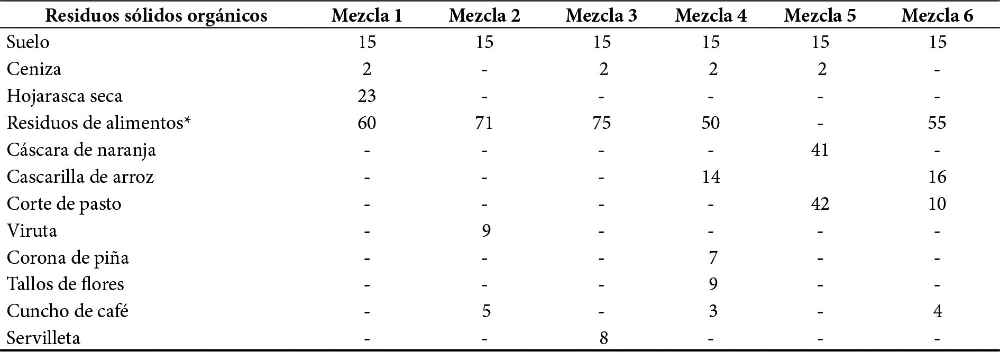 Residuos sólidos orgánicos Mezcla 1 Mezcla 2 Mezcla 3 Mezcla 4 Mezcla 5 Mezcla 6
Suelo 15 15 15 15 15 15
Ceniza 2 - 2 2 2 -
Hojarasca seca 23 - - - - -
Residuos de alimentos* 60 71 75 50 - 55
Cáscara de naranja - - - - 41 -
Cascarilla de arroz - - - 14 16
Corte de pasto - - - - 42 10
Viruta - 9 - - - -
Corona de piña - - - 7 - -
Tallos de flores - - - 9 - -
Cuncho de café - 5 - 3 - 4
Servilleta - - 8 - - -